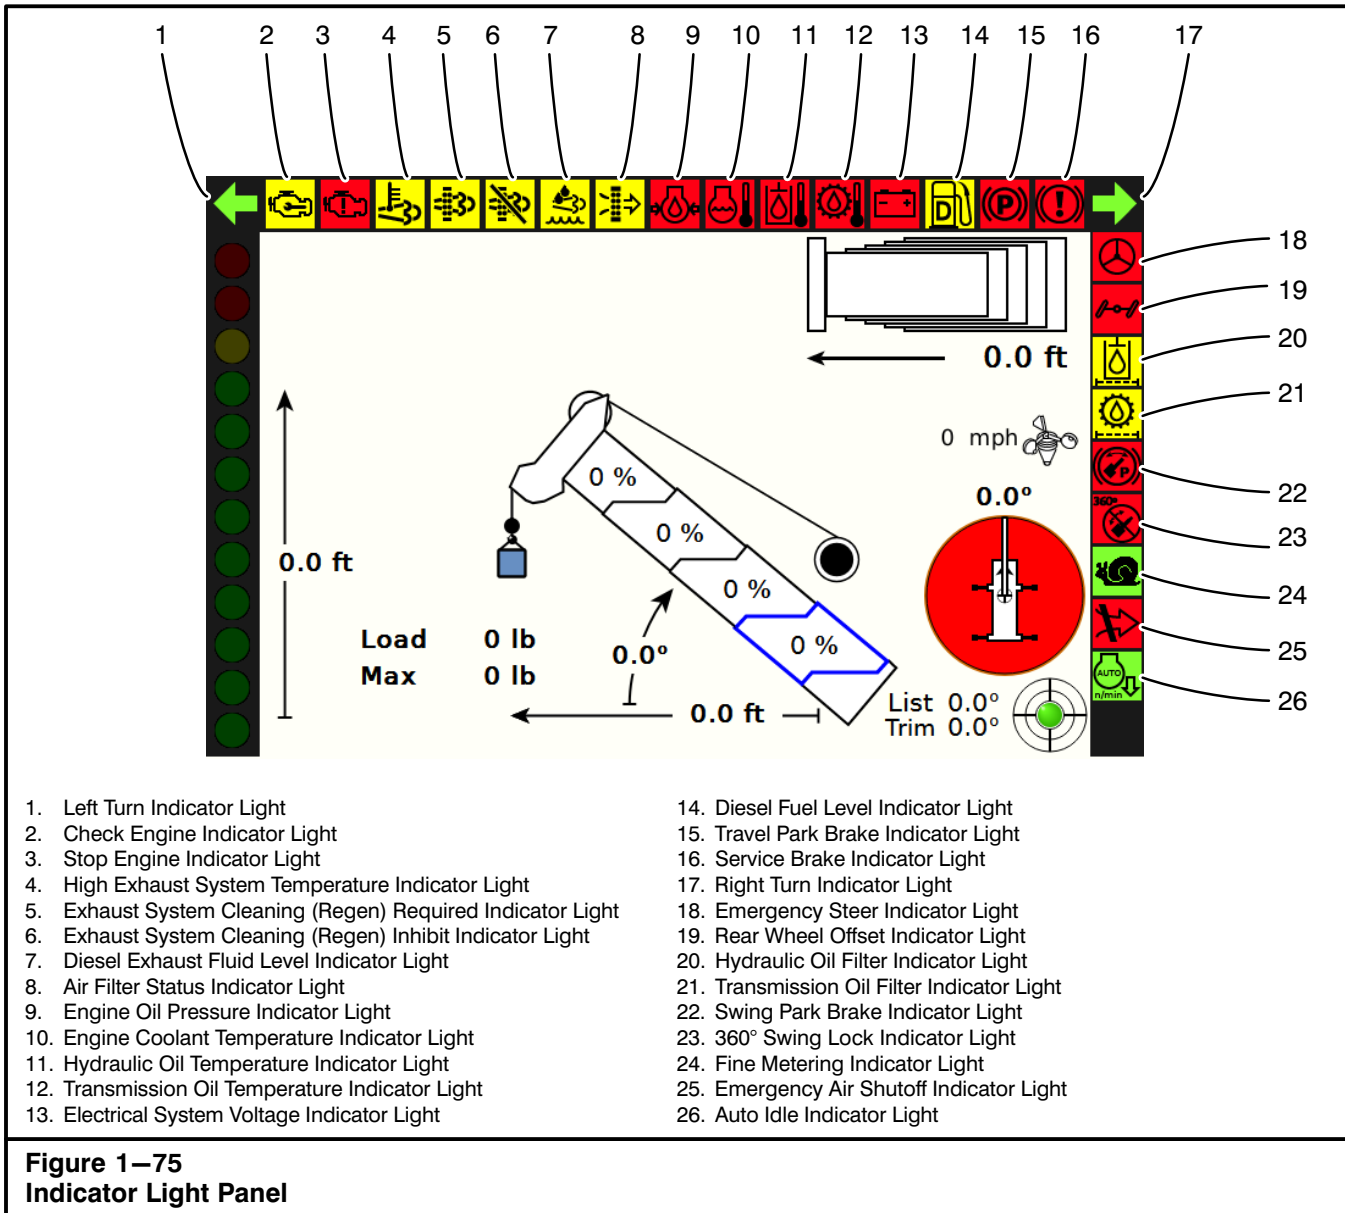 1 2 3 4 5 6 7 8 9 10 11 12 13 14 15 16 17
D
P
!
18
19
0.0 ft
20
21
0 mph
P
22
0 %
0.0°
360°
23
0 %
0.0 ft
24
0 %
Load 0 lb
0.0°
0 %
25
Max 0 lb
AUTO
n/min
26
0.0 ft
List 0.0°
Trim 0.0°
1. Left Turn Indicator Light
2. Check Engine Indicator Light
3. Stop Engine Indicator Light
4. High Exhaust System Temperature Indicator Light
5. Exhaust System Cleaning (Regen) Required Indicator Light
6. Exhaust System Cleaning (Regen) Inhibit Indicator Light
7. Diesel Exhaust Fluid Level Indicator Light
8. Air Filter Status Indicator Light
9. Engine Oil Pressure Indicator Light
10. Engine Coolant Temperature Indicator Light
11. Hydraulic Oil Temperature Indicator Light
12. Transmission Oil Temperature Indicator Light
13. Electrical System Voltage Indicator Light
14. Diesel Fuel Level Indicator Light
15. Travel Park Brake Indicator Light
16. Service Brake Indicator Light
17. Right Turn Indicator Light
18. Emergency Steer Indicator Light
19. Rear Wheel Offset Indicator Light
20. Hydraulic Oil Filter Indicator Light
21. Transmission Oil Filter Indicator Light
22. Swing Park Brake Indicator Light
23. 360° Swing Lock Indicator Light
24. Fine Metering Indicator Light
25. Emergency Air Shutoff Indicator Light
26. Auto Idle Indicator Light
Figure 1—75
Indicator Light Panel